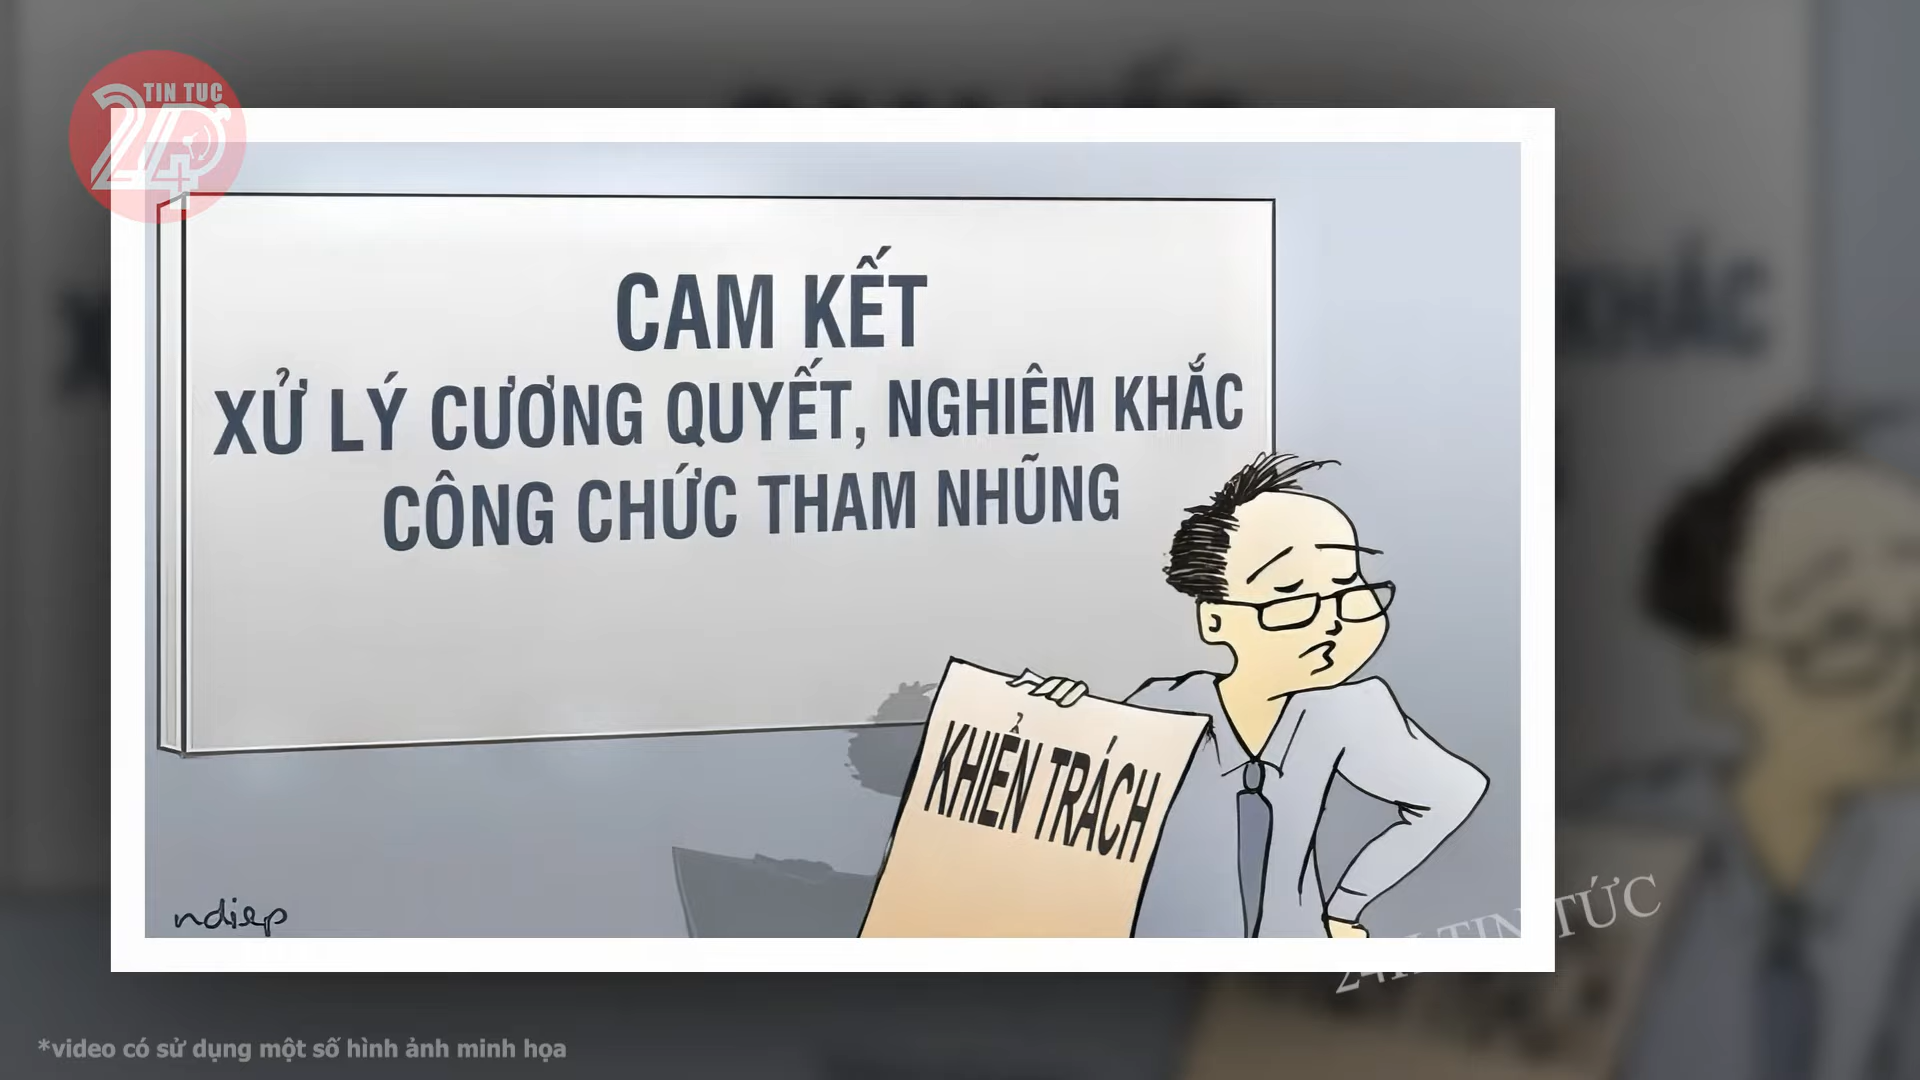 TIN TUC
24
CAM KẾT
XỬ LÝ CƯƠNG QUYẾT, NGHIÊM KHẮC
CÔNG CHỨC THAM NHŨNG
KHIỂN TRÁCH
ndiep
24H TIN TỨC
*video có sử dụng một số hình ảnh minh họa